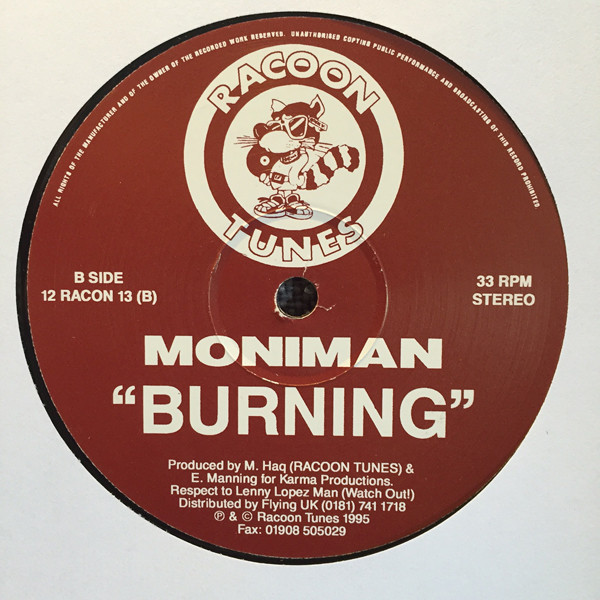 ALL RIGHTS OF THE MANUFACTURER AND OF THE OWNER OF THE RECORDED WORK RESERVED. UNAUTHORISED COPYING PUBLIC PERFORMANCE AND BROADCASTING OF THIS RECORD PROHIBITED
RACOON
TUNES
B SIDE
12 RACON 13 (B)
33 RPM
STEREO
MONIMAN
“BURNING”
Produced by M. Haq (RACOON TUNES) &
E. Manning for Karma Productions.
Respect to Lenny Lopez Man (Watch Out!)
Distributed by Flying UK (0181) 741 1718
℗ & © Racoon Tunes 1995
Fax: 01908 505029